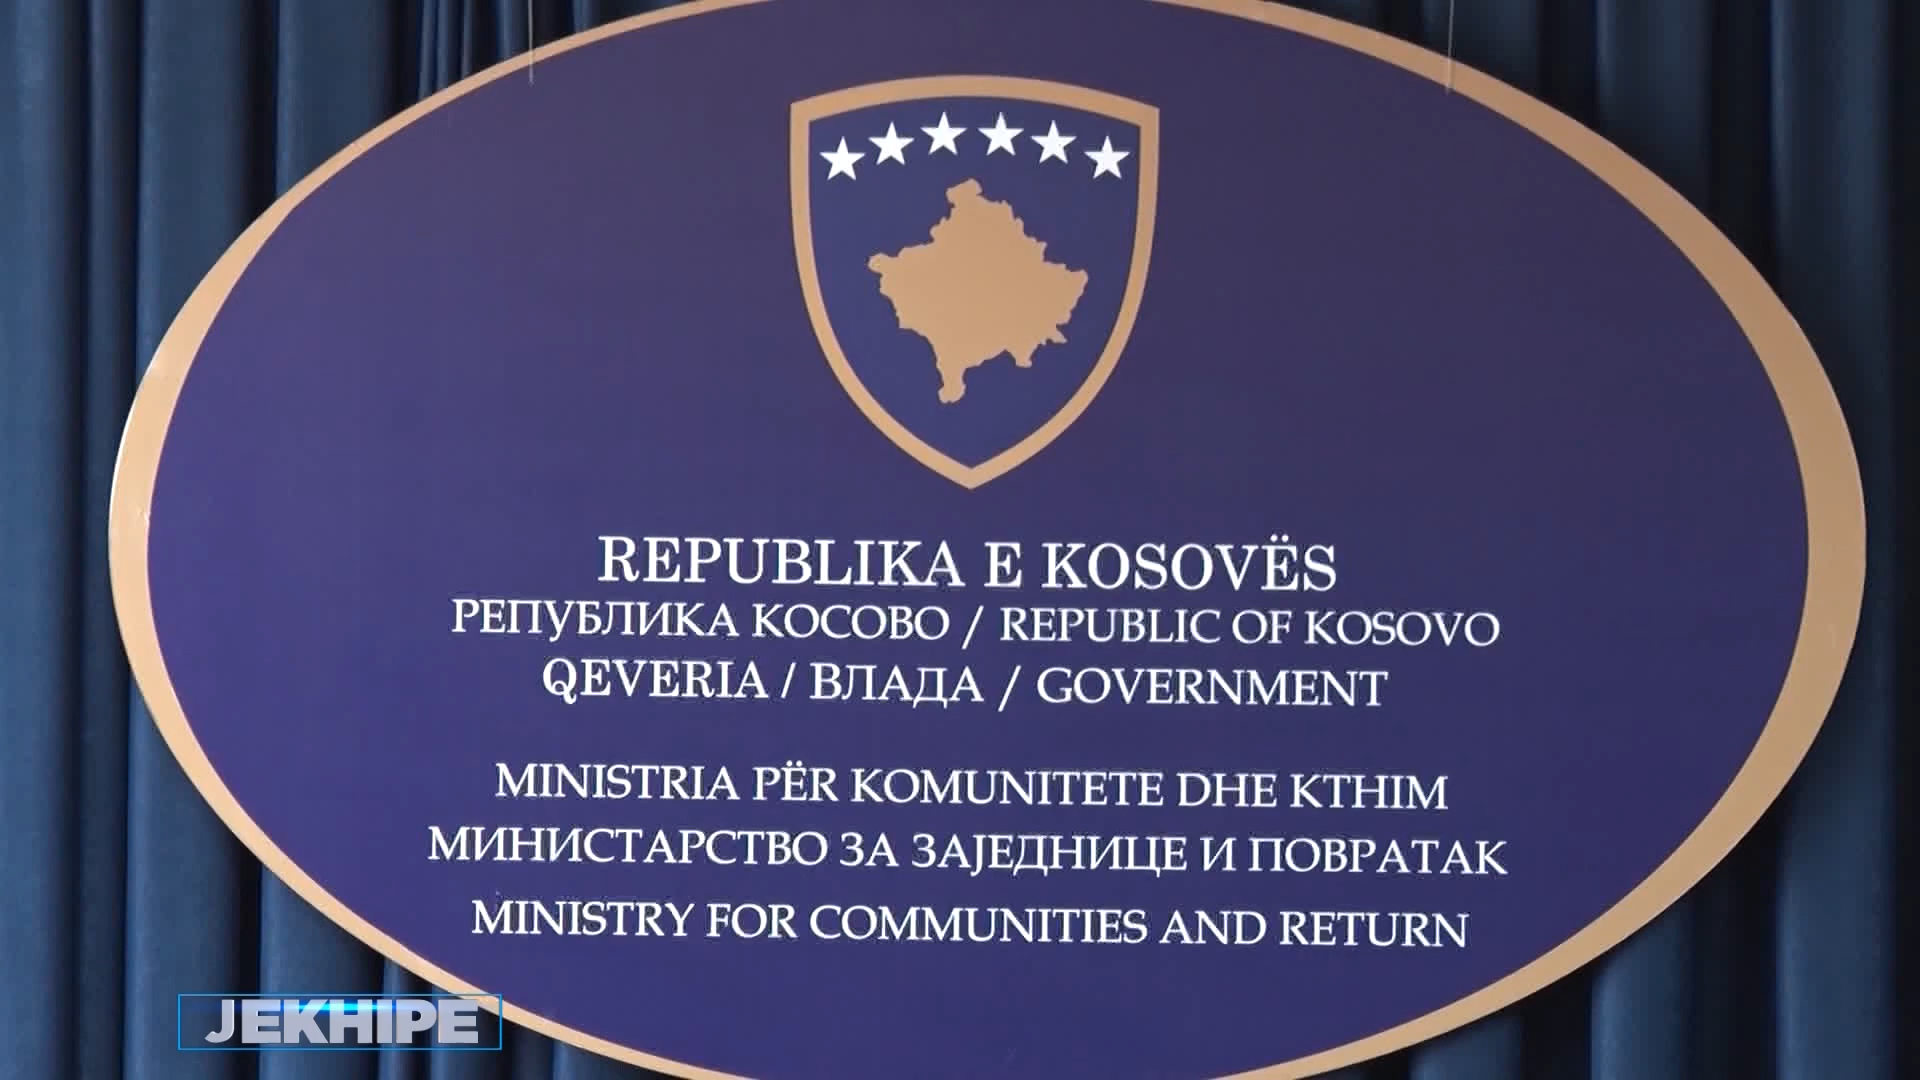 REPUBLIKA E KOSOVËS
РЕПУБЛИКА КОСОВО / REPUBLIC OF KOSOVO
QEVERIA / ВЛАДА / GOVERNMENT
MINISTRIA PËR KOMUNITETE DHE KTHIM
МИНИСТАРСТВО ЗА ЗАЈЕДНИЦЕ И ПОВРАТАК
MINISTRY FOR COMMUNITIES AND RETURN
JEKHIPE